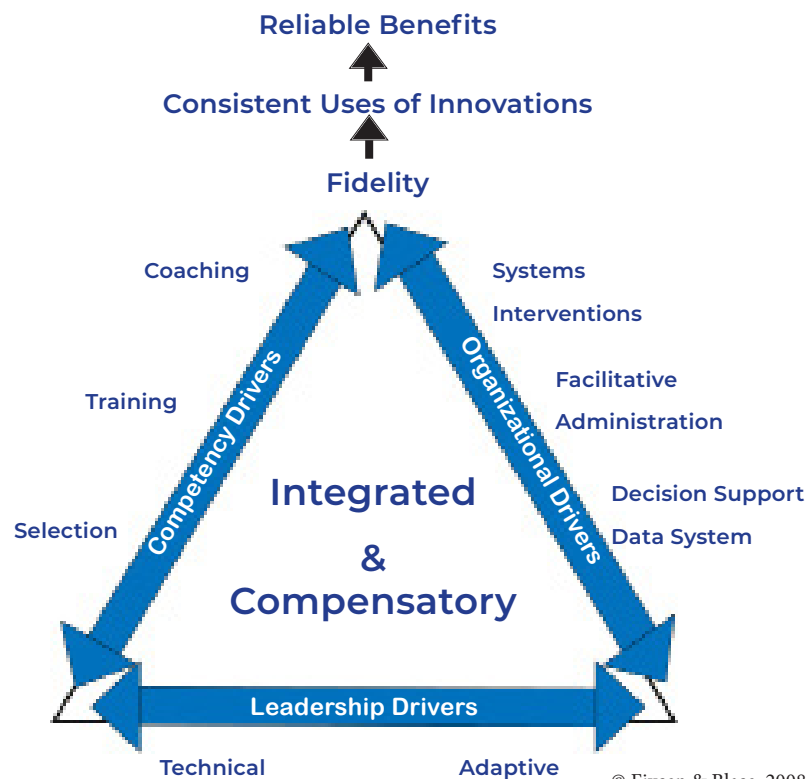 Reliable Benefits
Consistent Uses of Innovations
Fidelity
Coaching
Training
Selection
Competency Drivers
Systems
Interventions
Facilitative
Administration
Decision Support
Data System
Organizational Drivers
Integrated
&
Compensatory
Leadership Drivers
Technical
Adaptive
©
&
2008